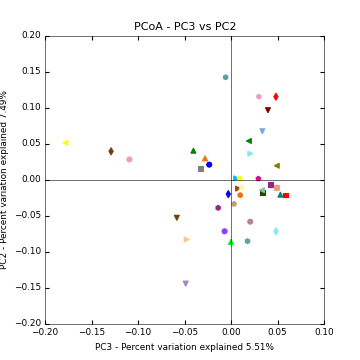 PCoA - PC3 vs PC2
PC2 - Percent variation explained 7.49%
0.20
0.15
0.10
0.05
0.00
−0.05
−0.10
−0.15
−0.20
−0.20 −0.15 −0.10 −0.05 0.00 0.05 0.10
PC3 - Percent variation explained 5.51%